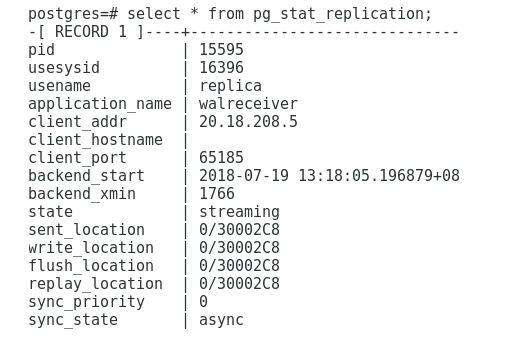 postgres=# select * from pg_stat_replication;
-[ RECORD 1 ]----+------------------------------
pid              | 15595
usesysid         | 16396
usename          | replica
application_name | walreceiver
client_addr      | 20.18.208.5
client_hostname  |
client_port      | 65185
backend_start    | 2018-07-19 13:18:05.196879+08
backend_xmin     | 1766
state            | streaming
sent_location    | 0/30002C8
write_location   | 0/30002C8
flush_location   | 0/30002C8
replay_location  | 0/30002C8
sync_priority    | 0
sync_state       | async